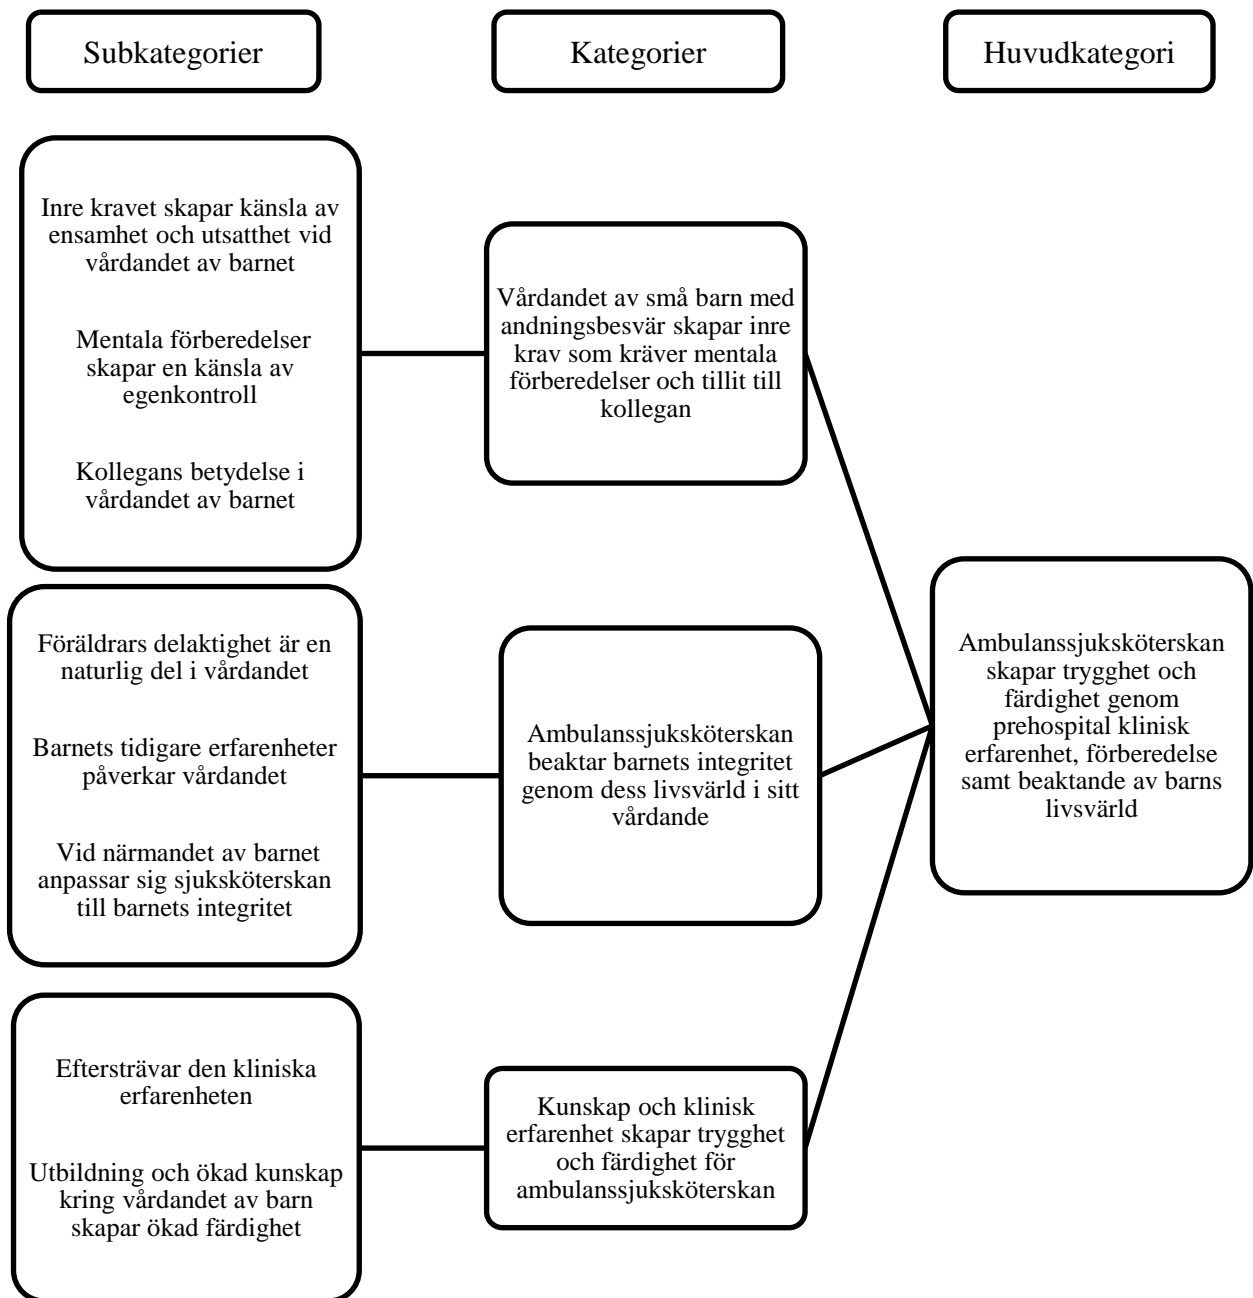 Subkategorier
Kategorier
Huvudkategori
Inre kravet skapar känsla av
ensamhet och utsatthet vid
vårdandet av barnet
Mentala förberedelser
skapar en känsla av
egenkontroll
Kollegans betydelse i
vårdandet av barnet
Vårdandet av små barn med
andningsbesvär skapar inre
krav som kräver mentala
förberedelser och tillit till
kollegan
Föräldrars delaktighet är en
naturlig del i vårdandet
Barnets tidigare erfarenheter
påverkar vårdandet
Vid närmandet av barnet
anpassar sig sjuksköterskan
till barnets integritet
Ambulanssjuksköterskan
beaktar barnets integritet
genom dess livsvärld i sitt
vårdande
Ambulanssjuksköterskan
skapar trygghet och
färdighet genom
prehospital klinisk
erfarenhet, förberedelse
samt beaktande av barns
livsvärld
Eftersträvar den kliniska
erfarenheten
Utbildning och ökad kunskap
kring vårdandet av barn
skapar ökad färdighet
Kunskap och klinisk
erfarenhet skapar trygghet
och färdighet för
ambulanssjuksköterskan